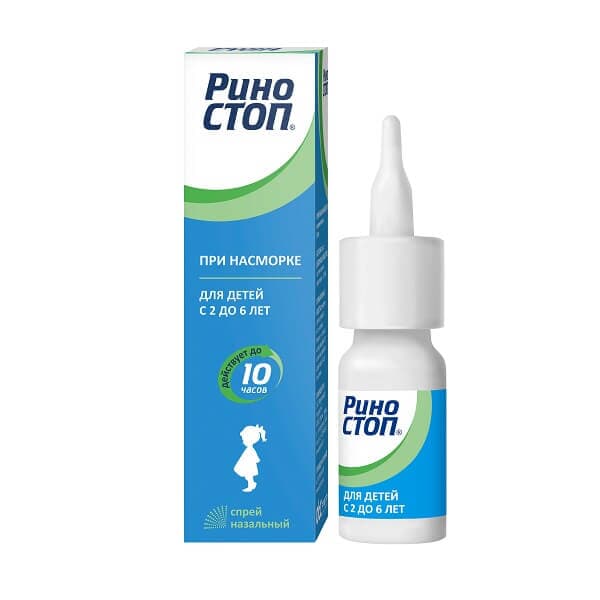 Рино
СТОП®
ПРИ НАСМОРКЕ
ДЛЯ ДЕТЕЙ
С 2 ДО 6 ЛЕТ
действует до
10
часов
спрей
назальный
Рино
СТОП®
ДЛЯ ДЕТЕЙ
С 2 ДО 6 ЛЕТ